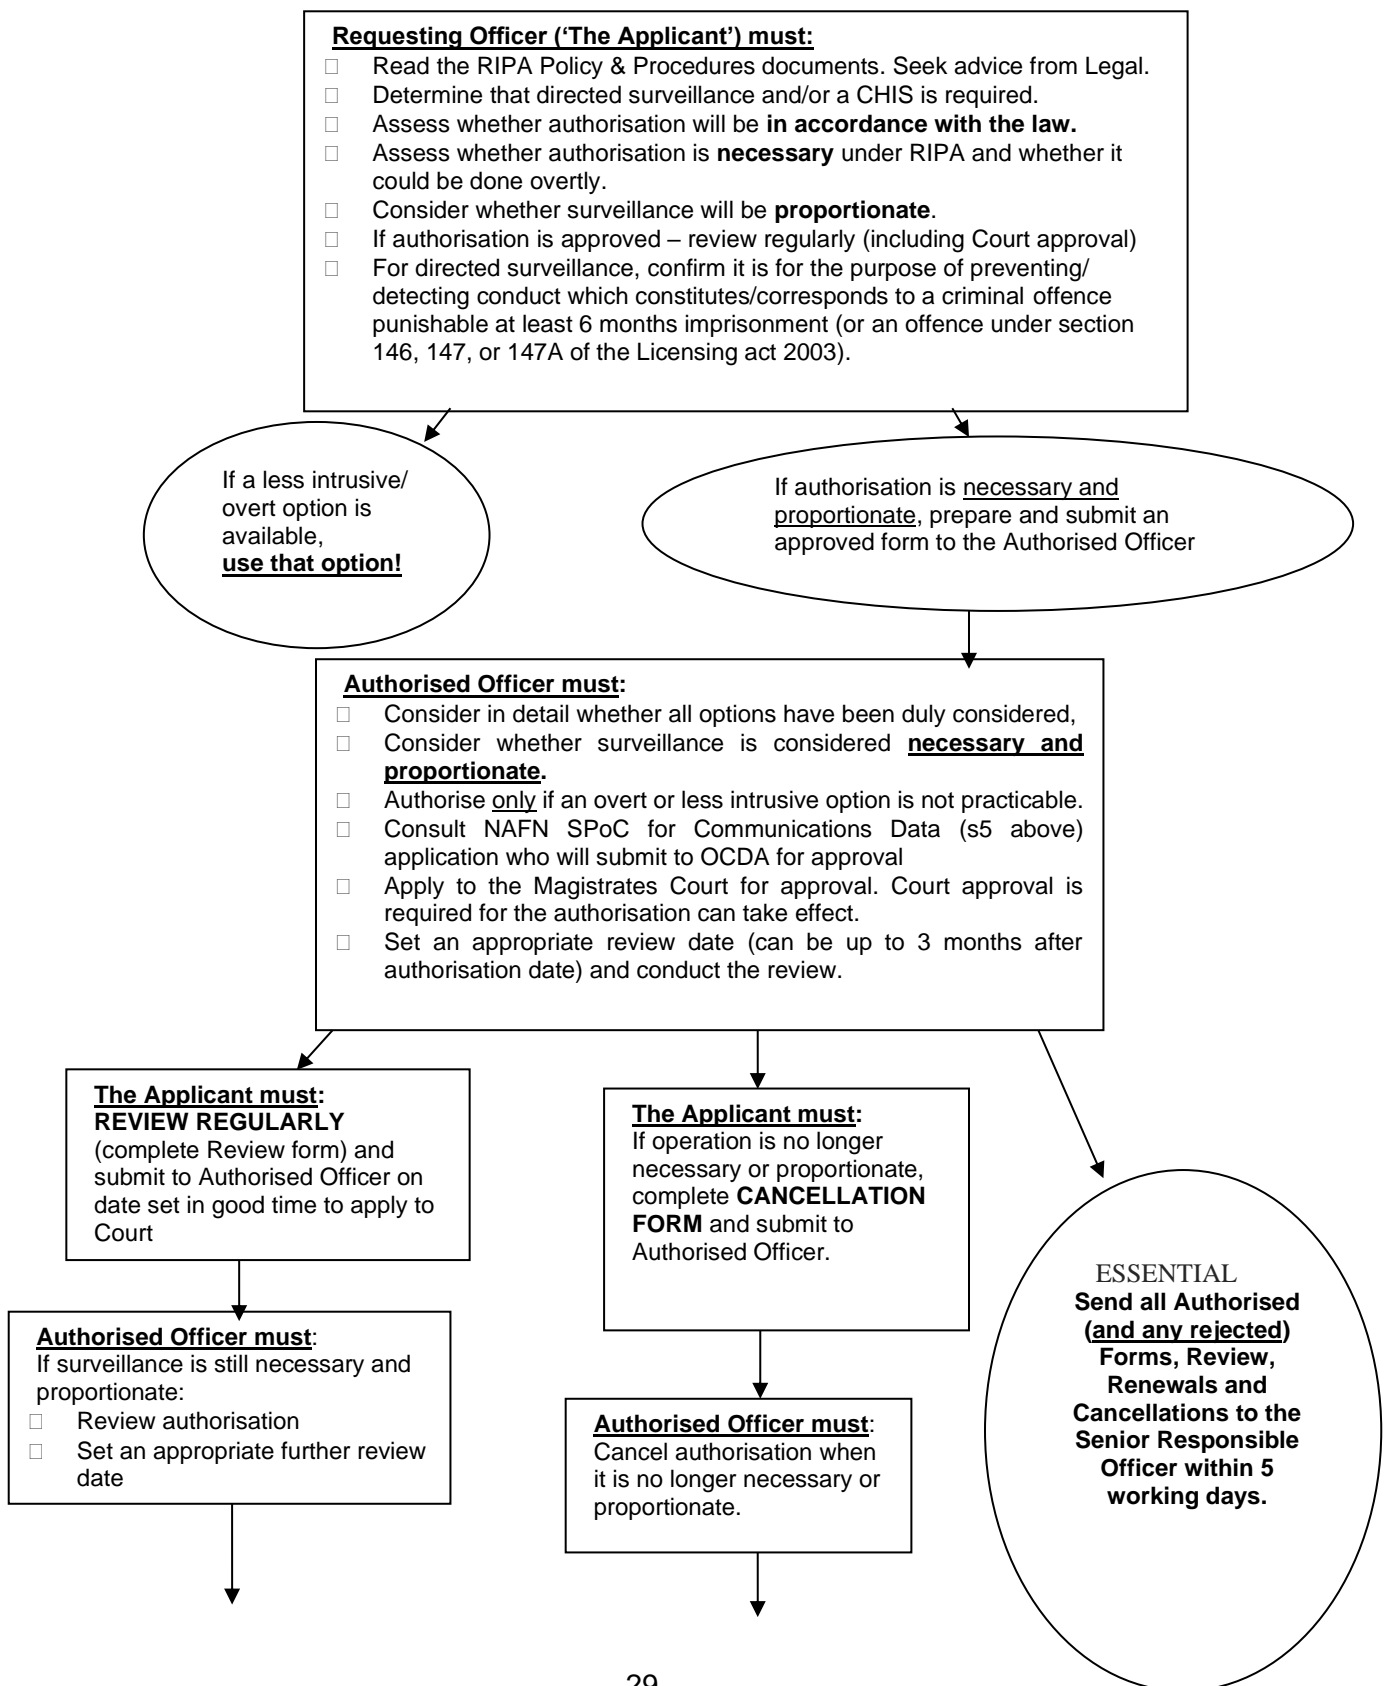 Requesting Officer (‘The Applicant’) must:
□ Read the RIPA Policy & Procedures documents. Seek advice from Legal.
□ Determine that directed surveillance and/or a CHIS is required.
□ Assess whether authorisation will be in accordance with the law.
□ Assess whether authorisation is necessary under RIPA and whether it
could be done overtly.
□ Consider whether surveillance will be proportionate.
□ If authorisation is approved – review regularly (including Court approval)
□ For directed surveillance, confirm it is for the purpose of preventing/
detecting conduct which constitutes/corresponds to a criminal offence
punishable at least 6 months imprisonment (or an offence under section
146, 147, or 147A of the Licensing act 2003).
If a less intrusive/
overt option is
available,
use that option!
If authorisation is necessary and
proportionate, prepare and submit an
approved form to the Authorised Officer
Authorised Officer must:
□ Consider in detail whether all options have been duly considered,
□ Consider whether surveillance is considered necessary and
proportionate.
□ Authorise only if an overt or less intrusive option is not practicable.
□ Consult NAFN SPoC for Communications Data (s5 above)
application who will submit to OCDA for approval
□ Apply to the Magistrates Court for approval. Court approval is
required for the authorisation can take effect.
□ Set an appropriate review date (can be up to 3 months after
authorisation date) and conduct the review.
The Applicant must:
REVIEW REGULARLY
(complete Review form) and
submit to Authorised Officer on
date set in good time to apply to
Court
The Applicant must:
If operation is no longer
necessary or proportionate,
complete CANCELLATION
FORM and submit to
Authorised Officer.
ESSENTIAL
Send all Authorised
(and any rejected)
Forms, Review,
Renewals and
Cancellations to the
Senior Responsible
Officer within 5
working days.
Authorised Officer must:
If surveillance is still necessary and
proportionate:
□ Review authorisation
□ Set an appropriate further review
date
Authorised Officer must:
Cancel authorisation when
it is no longer necessary or
proportionate.
29